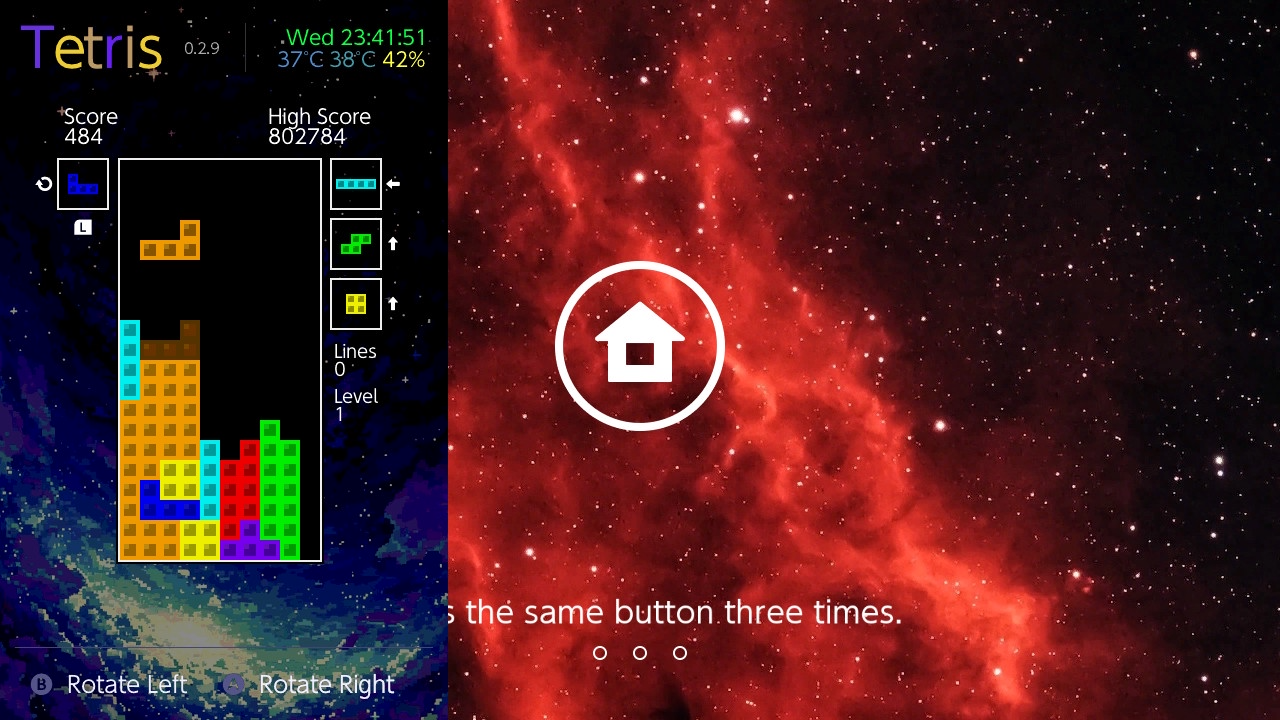 Tetris 0.2.9
Wed 23:41:51
37°C 38°C 42%
Score
484
High Score
802784
L
Lines
0
Level
1
s the same button three times.
B Rotate Left
A Rotate Right